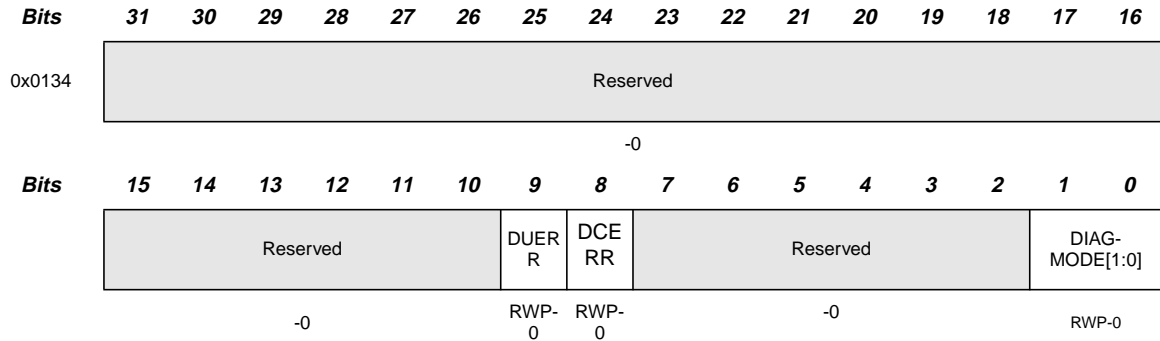 Bits 31 30 29 28 27 26 25 24 23 22 21 20 19 18 17 16
0x0134 Reserved
-0
Bits 15 14 13 12 11 10 9 8 7 6 5 4 3 2 1 0
Reserved DUER DCE Reserved DIAG-
R RR MODE[1:0]
-0 RWP- RWP- -0 RWP-0
0 0